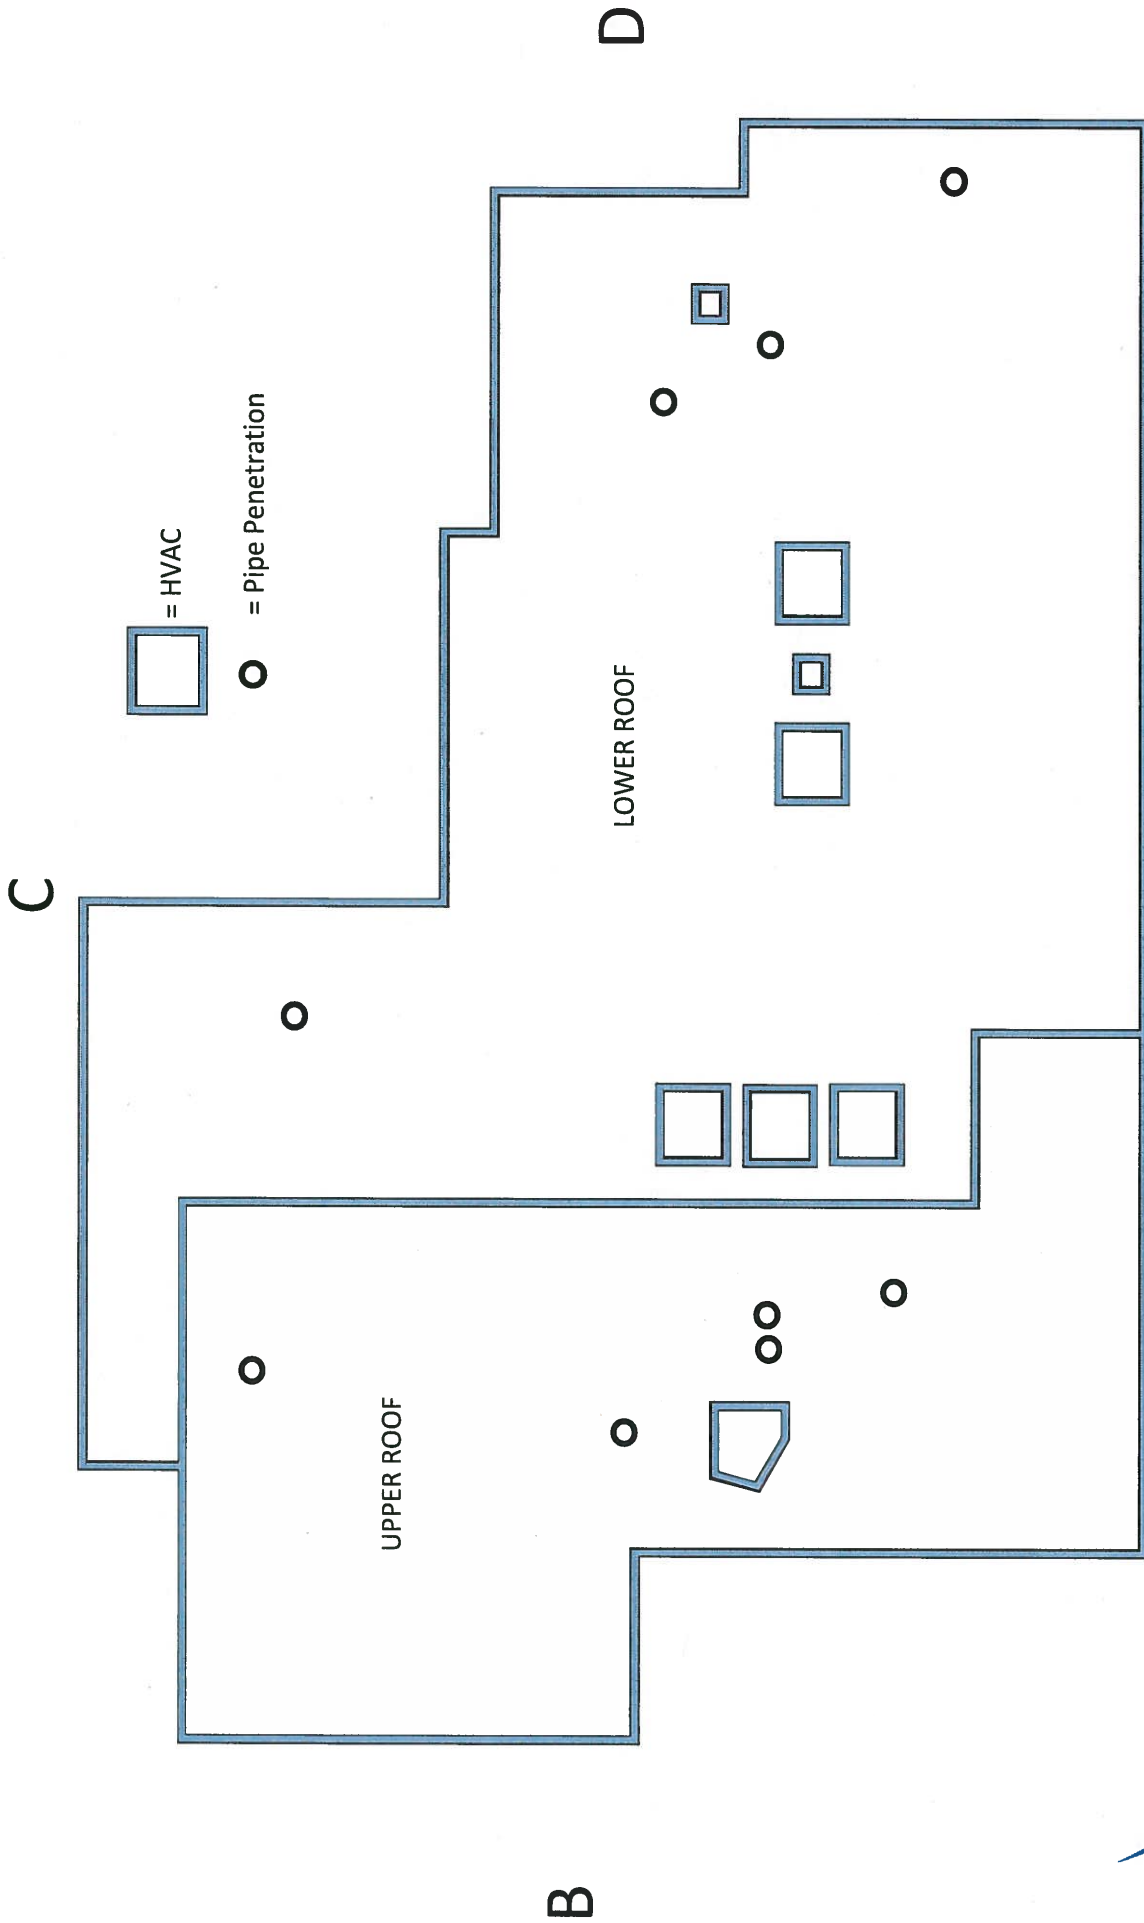 C
= HVAC
= Pipe Penetration
D
LOWER ROOF
UPPER ROOF
B